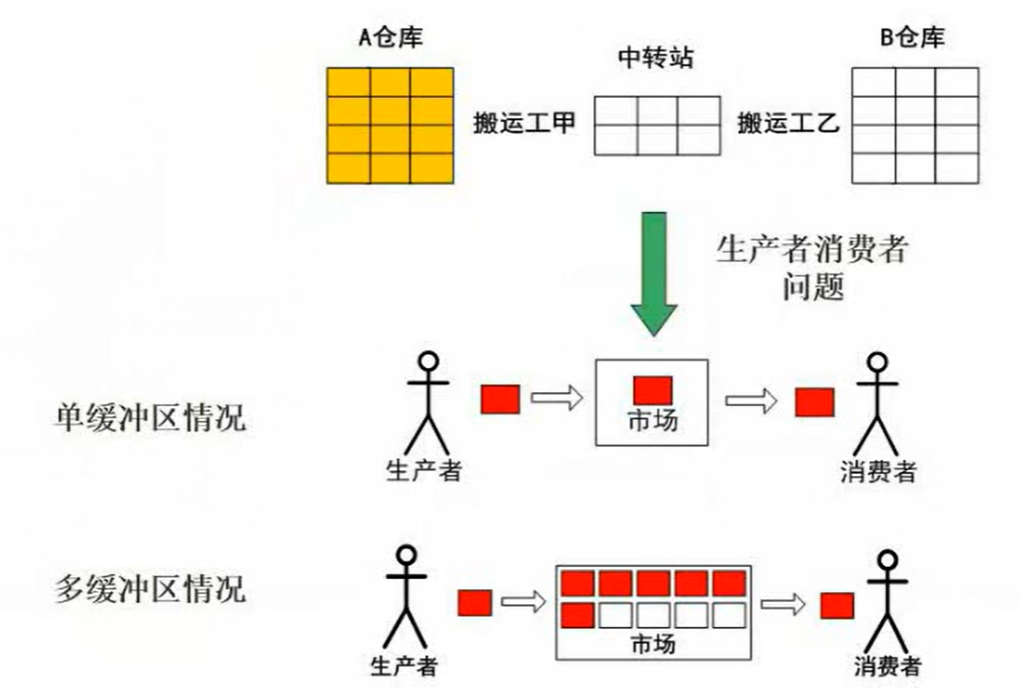 A仓库
中转站
B仓库
搬运工甲
搬运工乙
生产者消费者
问题
单缓冲区情况
市场
生产者
消费者
多缓冲区情况
市场
生产者
消费者